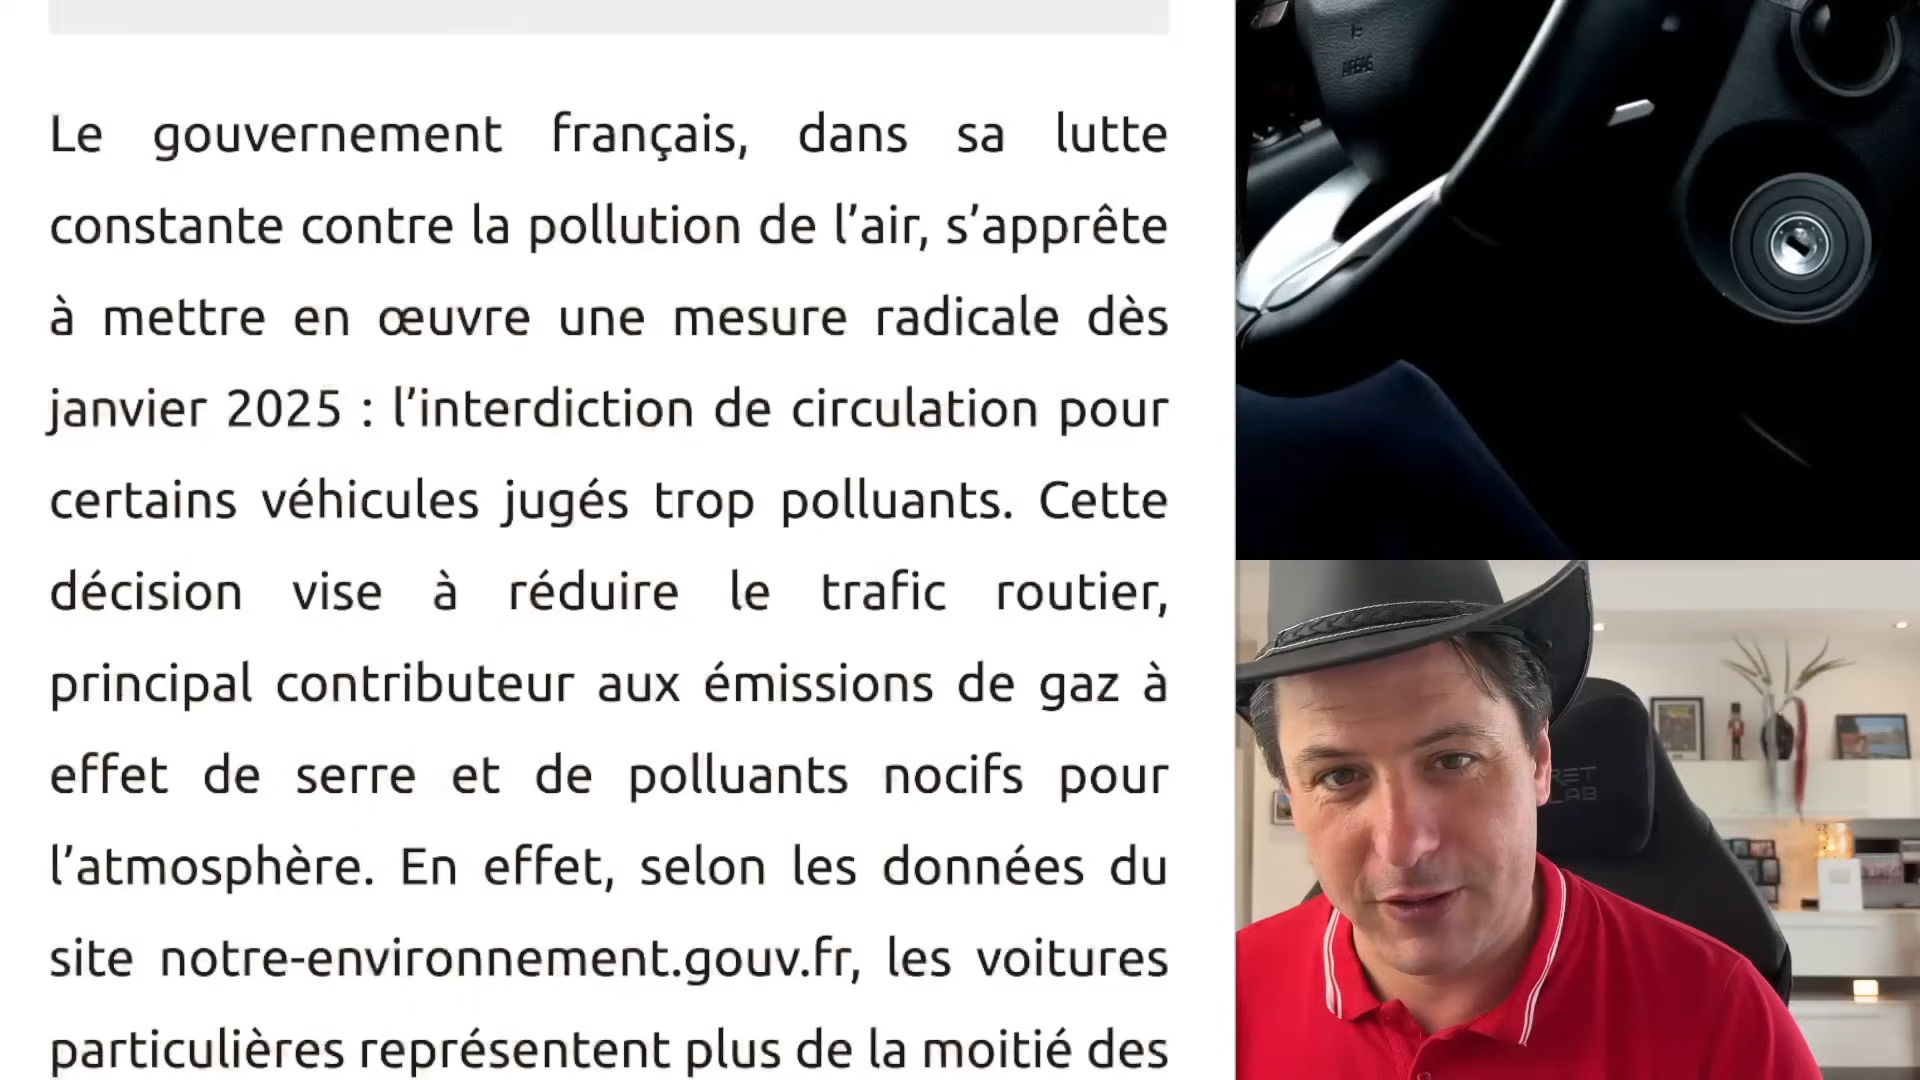 Le gouvernement français, dans sa lutte
constante contre la pollution de l’air, s’apprête
à mettre en œuvre une mesure radicale dès
janvier 2025 : l’interdiction de circulation pour
certains véhicules jugés trop polluants. Cette
décision vise à réduire le trafic routier,
principal contributeur aux émissions de gaz à
effet de serre et de polluants nocifs pour
l’atmosphère. En effet, selon les données du
site notre-environnement.gouv.fr, les voitures
particulières représentent plus de la moitié des
AIRBAG